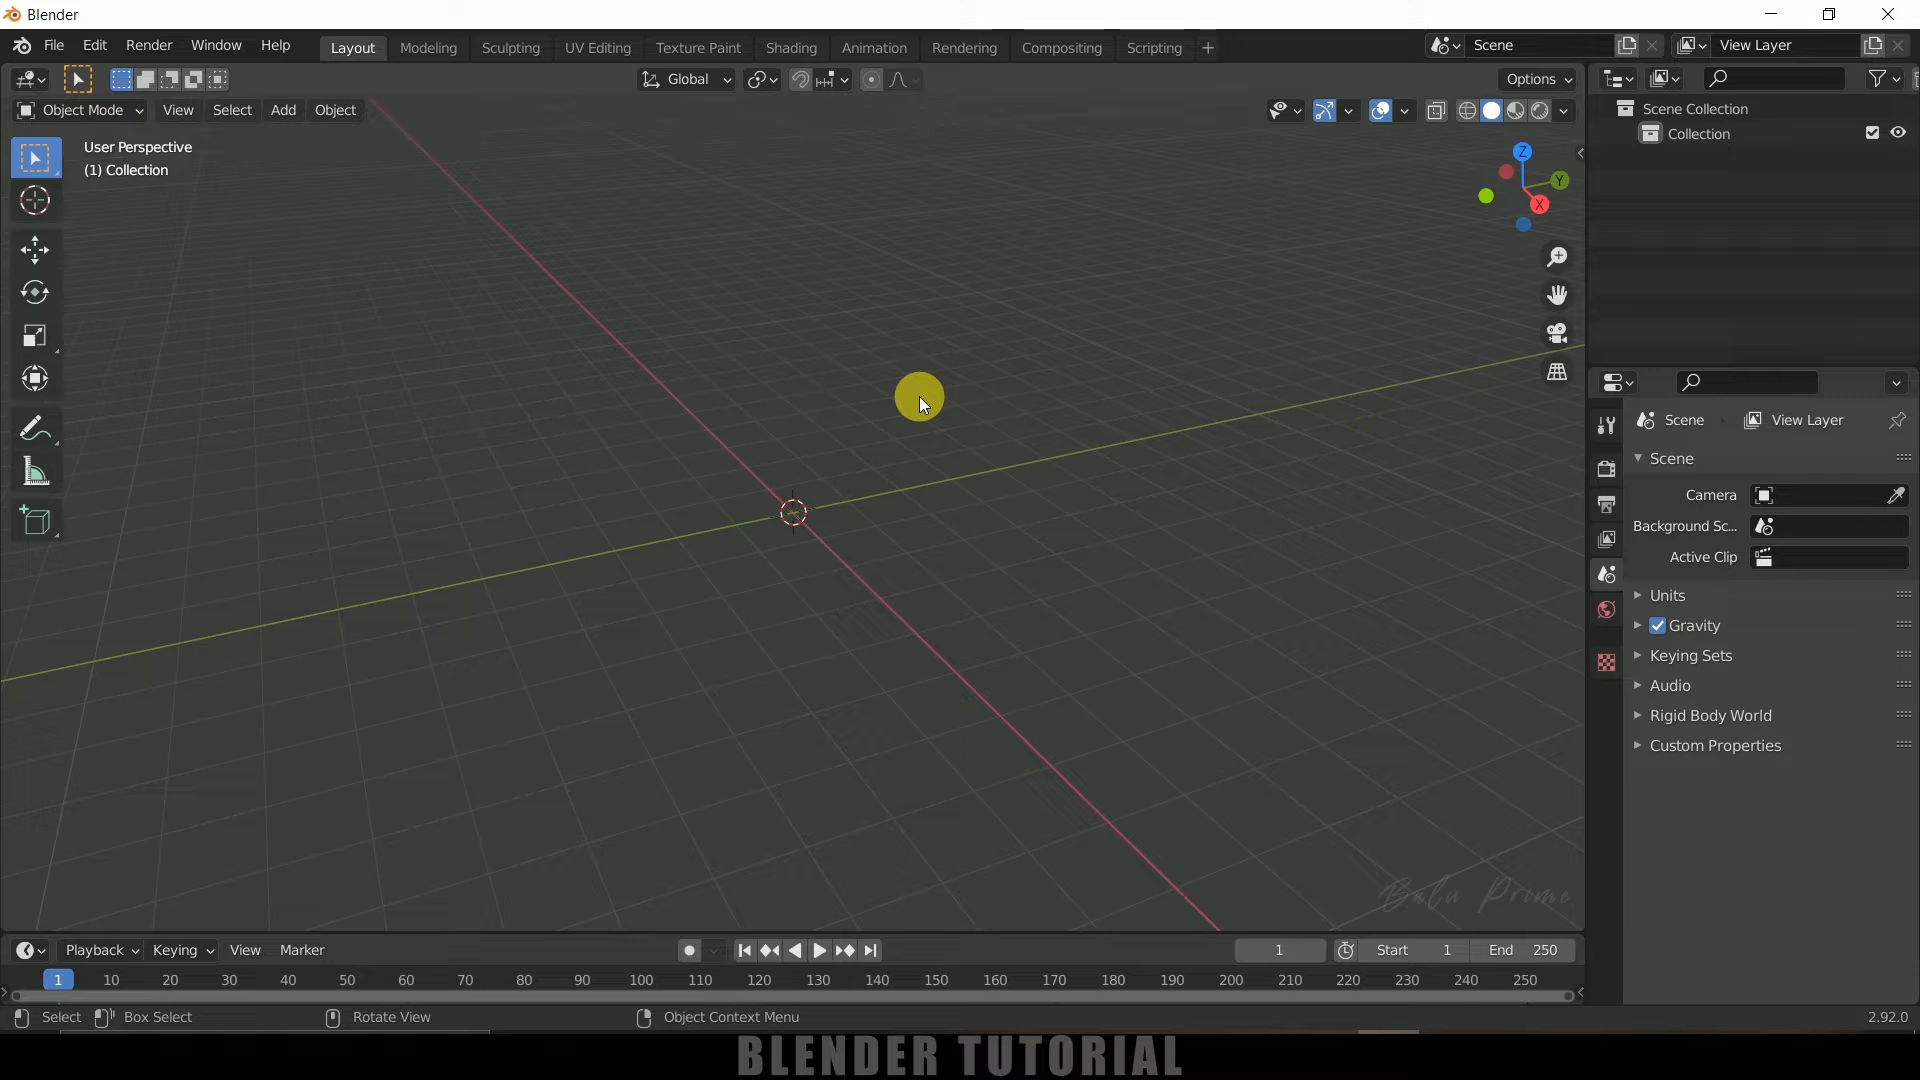 Blender
File Edit Render Window Help Layout Modeling Sculpting UV Editing Texture Paint Shading Animation Rendering Compositing Scripting + Scene View Layer
Global Options
Object Mode View Select Add Object
User Perspective
(1) Collection
Z
Y
X
Scene Collection
Collection
Scene View Layer
Scene
Camera
Background Sc...
Active Clip
Units
Gravity
Keying Sets
Audio
Rigid Body World
Custom Properties
Balu Prime
Playback Keying View Marker 1 Start 1 End 250
1 10 20 30 40 50 60 70 80 90 100 110 120 130 140 150 160 170 180 190 200 210 220 230 240 250
Select Box Select Rotate View Object Context Menu 2.92.0
BLENDER TUTORIAL